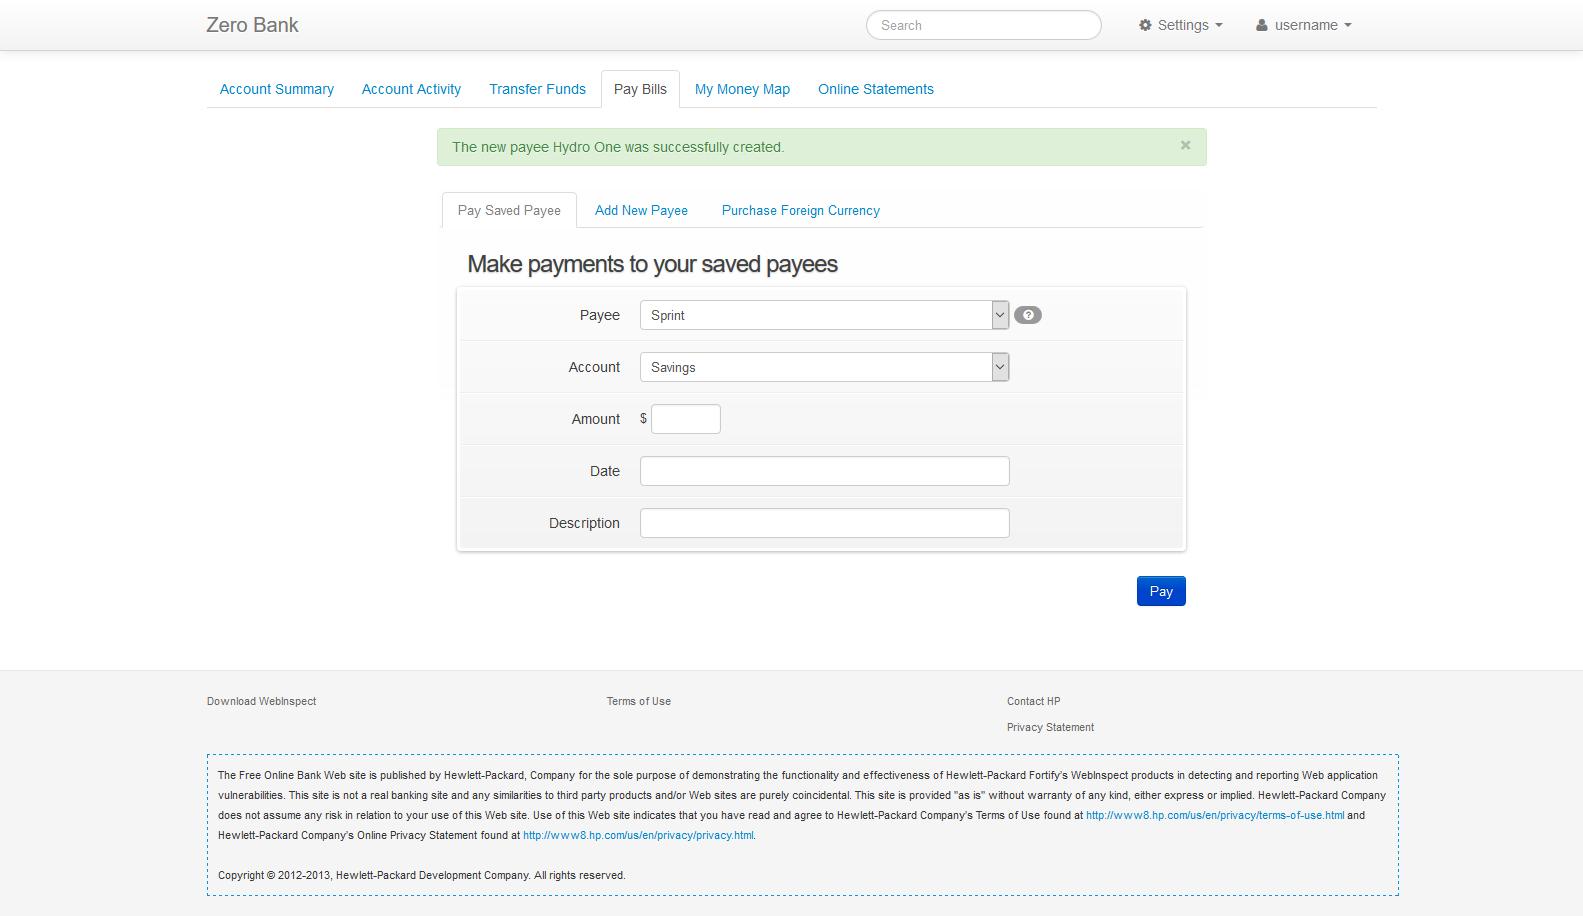 Zero Bank
Search
Settings
username
Account Summary
Account Activity
Transfer Funds
Pay Bills
My Money Map
Online Statements
The new payee Hydro One was successfully created.
×
Pay Saved Payee
Add New Payee
Purchase Foreign Currency
Make payments to your saved payees
Payee
Sprint
?
Account
Savings
Amount
$
Date
Description
Pay
Download WebInspect
Terms of Use
Contact HP
Privacy Statement
The Free Online Bank Web site is published by Hewlett-Packard, Company for the sole purpose of demonstrating the functionality and effectiveness of Hewlett-Packard Fortify's WebInspect products in detecting and reporting Web application
vulnerabilities. This site is not a real banking site and any similarities to third party products and/or Web sites are purely coincidental. This site is provided "as is" without warranty of any kind, either express or implied. Hewlett-Packard Company
does not assume any risk in relation to your use of this Web site. Use of this Web site indicates that you have read and agree to Hewlett-Packard Company's Terms of Use found at http://www8.hp.com/us/en/privacy/terms-of-use.html and
Hewlett-Packard Company's Online Privacy Statement found at http://www8.hp.com/us/en/privacy/privacy.html.
Copyright © 2012-2013, Hewlett-Packard Development Company. All rights reserved.